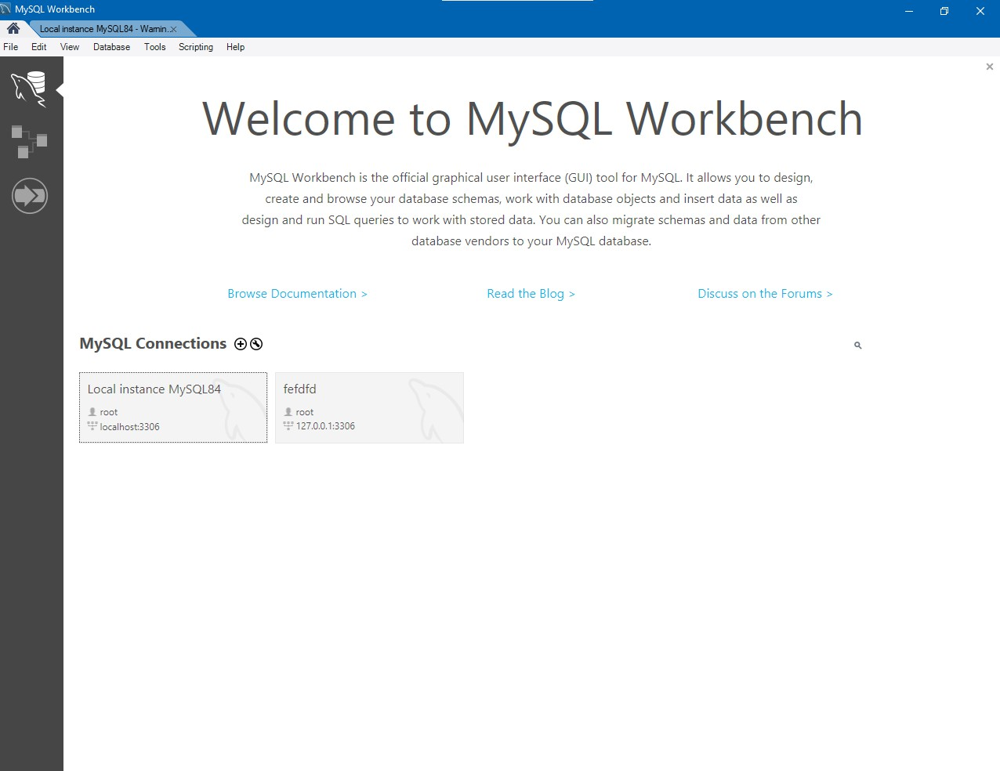 MySQL Workbench
Local instance MySQL84 - Warnin...
File Edit View Database Tools Scripting Help
Welcome to MySQL Workbench
MySQL Workbench is the official graphical user interface (GUI) tool for MySQL. It allows you to design,
create and browse your database schemas, work with database objects and insert data as well as
design and run SQL queries to work with stored data. You can also migrate schemas and data from other
database vendors to your MySQL database.
Browse Documentation > Read the Blog > Discuss on the Forums >
MySQL Connections
Local instance MySQL84
root
localhost:3306
fefdfd
root
127.0.0.1:3306